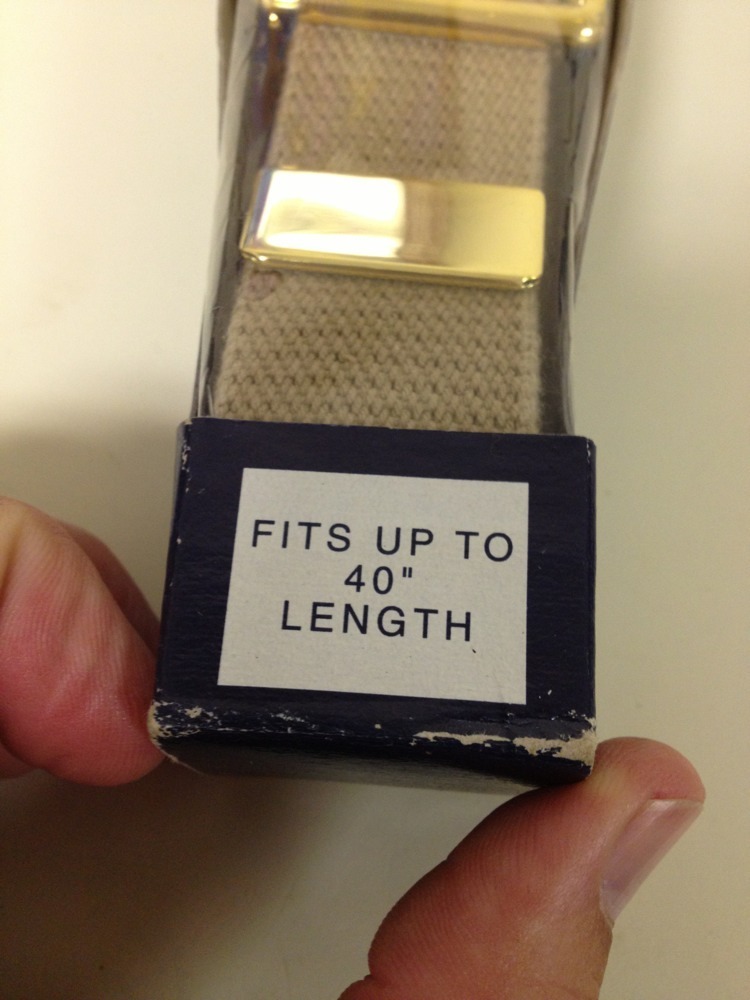 FITS UP TO
40"
LENGTH